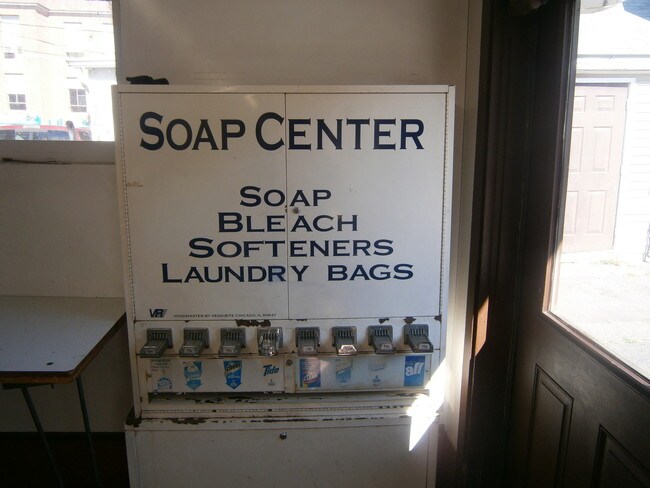 SOAP CENTER
SOAP
BLEACH
SOFTENERS
LAUNDRY BAGS
Tide
all